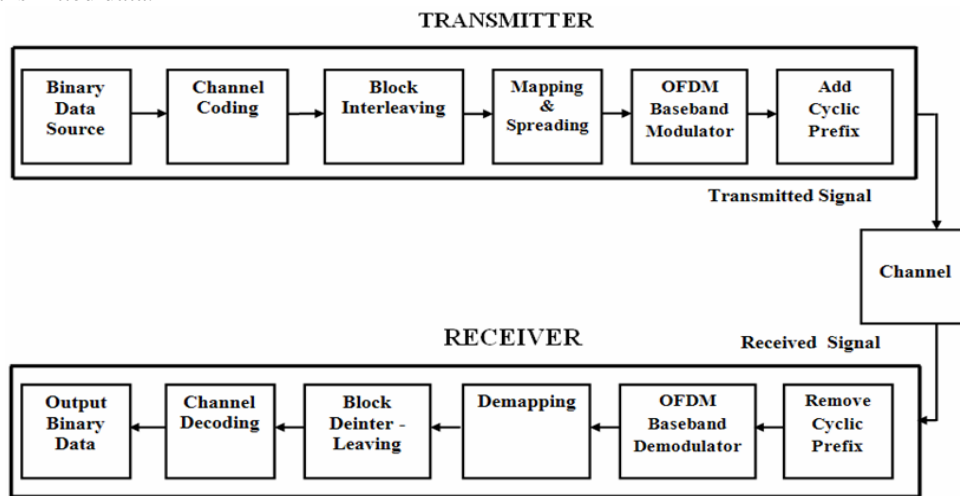 TRANSMITTER
Binary
Data
Source
Channel
Coding
Block
Interleaving
Mapping
&
Spreading
OFDM
Baseband
Modulator
Add
Cyclic
Prefix
Transmitted Signal
Channel
Received Signal
RECEIVER
Output
Binary
Data
Channel
Decoding
Block
Deinter -
Leaving
Demapping
OFDM
Baseband
Demodulator
Remove
Cyclic
Prefix